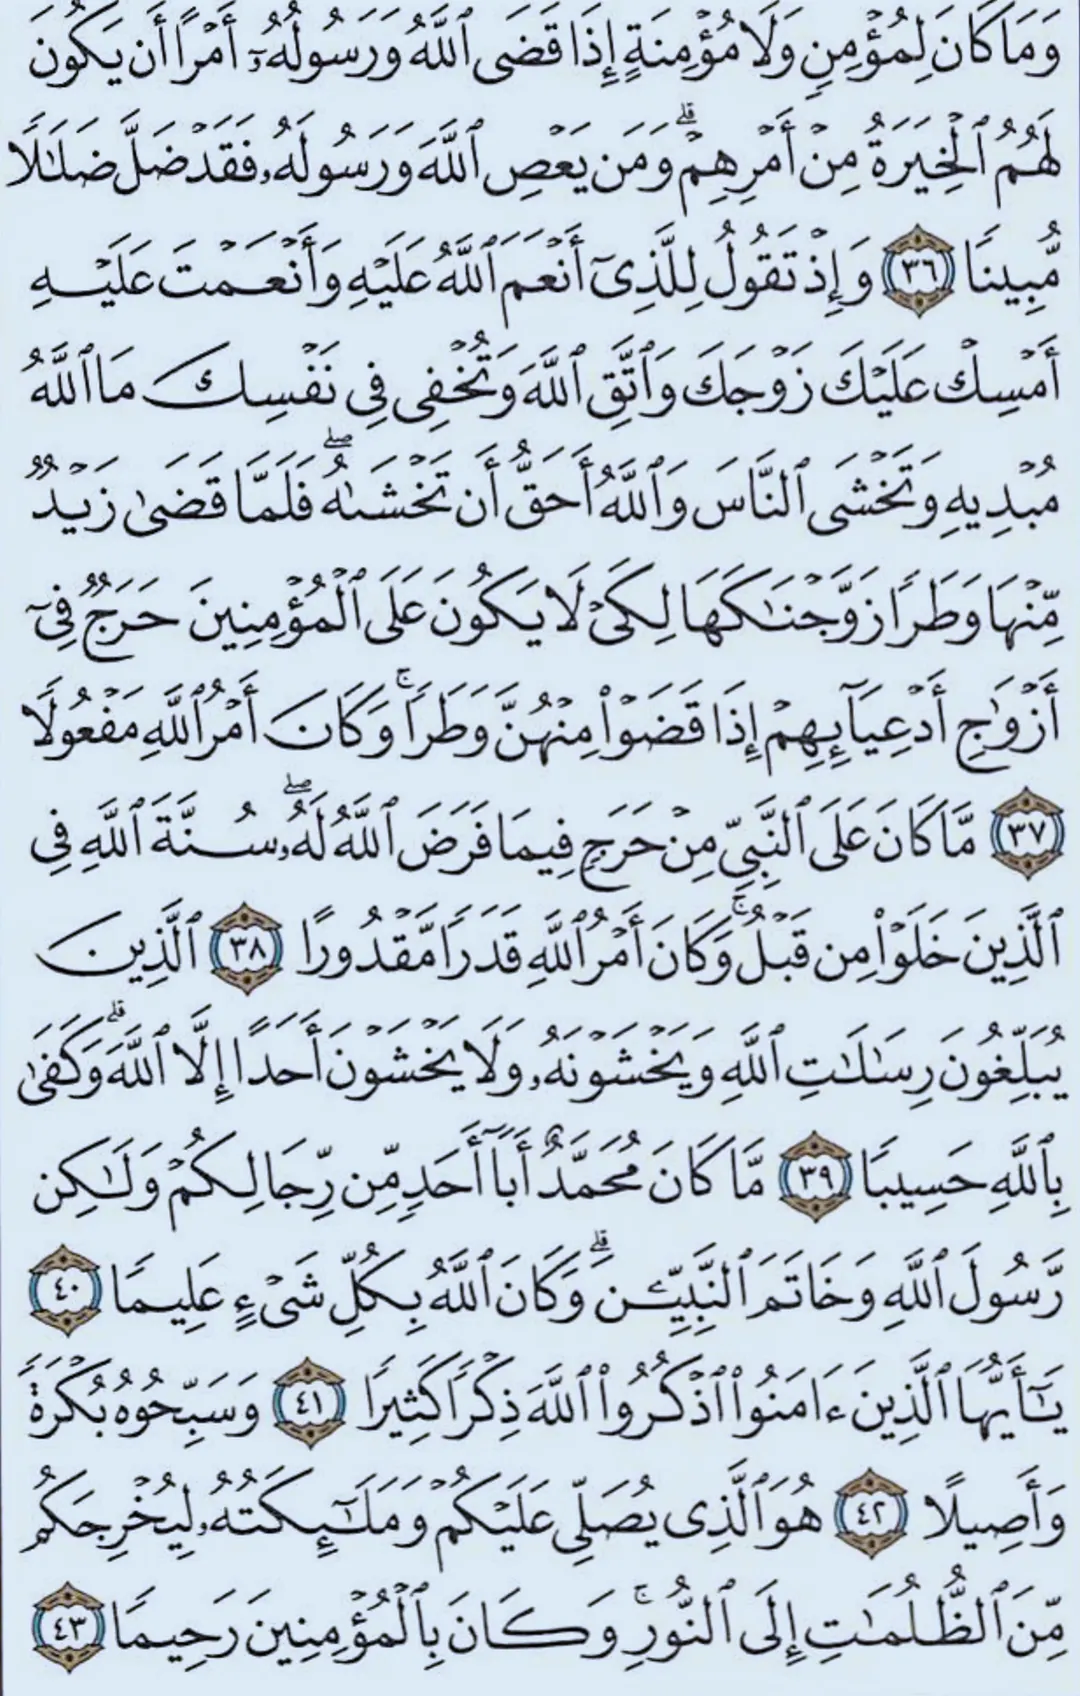 وَمَا كَانَ لِمُؤْمِنٍ وَلَا مُؤْمِنَةٍ إِذَا قَضَى ٱللَّهُ وَرَسُولُهُۥٓ أَمْرًا أَن يَكُونَ
لَهُمُ ٱلْخِيَرَةُ مِنْ أَمْرِهِمْ ۗ وَمَن يَعْصِ ٱللَّهَ وَرَسُولَهُۥ فَقَدْ ضَلَّ ضَلَـٰلًا
مُّبِينًا ٣٦ وَإِذْ تَقُولُ لِلَّذِىٓ أَنْعَمَ ٱللَّهُ عَلَيْهِ وَأَنْعَمْتَ عَلَيْهِ
أَمْسِكْ عَلَيْكَ زَوْجَكَ وَٱتَّقِ ٱللَّهَ وَتُخْفِى فِى نَفْسِكَ مَا ٱللَّهُ
مُبْدِيهِ وَتَخْشَى ٱلنَّاسَ وَٱللَّهُ أَحَقُّ أَن تَخْشَىٰهُ ۖ فَلَمَّا قَضَىٰ زَيْدٌ
مِّنْهَا وَطَرًا زَوَّجْنَـٰكَهَا لِكَىْ لَا يَكُونَ عَلَى ٱلْمُؤْمِنِينَ حَرَجٌ فِىٓ
أَزْوَٰجِ أَدْعِيَآئِهِمْ إِذَا قَضَوْا۟ مِنْهُنَّ وَطَرًا ۚ وَكَانَ أَمْرُ ٱللَّهِ مَفْعُولًا
٣٧ مَّا كَانَ عَلَى ٱلنَّبِىِّ مِنْ حَرَجٍ فِيمَا فَرَضَ ٱللَّهُ لَهُۥ ۖ سُنَّةَ ٱللَّهِ فِى
ٱلَّذِينَ خَلَوْا۟ مِن قَبْلُ ۚ وَكَانَ أَمْرُ ٱللَّهِ قَدَرًا مَّقْدُورًا ٣٨ ٱلَّذِينَ
يُبَلِّغُونَ رِسَـٰلَـٰتِ ٱللَّهِ وَيَخْشَوْنَهُۥ وَلَا يَخْشَوْنَ أَحَدًا إِلَّا ٱللَّهَ ۗ وَكَفَىٰ
بِٱللَّهِ حَسِيبًا ٣٩ مَّا كَانَ مُحَمَّدٌ أَبَآ أَحَدٍ مِّن رِّجَالِكُمْ وَلَـٰكِن
رَّسُولَ ٱللَّهِ وَخَاتَمَ ٱلنَّبِيِّـۧنَ ۗ وَكَانَ ٱللَّهُ بِكُلِّ شَىْءٍ عَلِيمًا ٤٠
يَـٰٓأَيُّهَا ٱلَّذِينَ ءَامَنُوا۟ ٱذْكُرُوا۟ ٱللَّهَ ذِكْرًا كَثِيرًا ٤١ وَسَبِّحُوهُ بُكْرَةً
وَأَصِيلًا ٤٢ هُوَ ٱلَّذِى يُصَلِّى عَلَيْكُمْ وَمَلَـٰٓئِكَتُهُۥ لِيُخْرِجَكُم
مِّنَ ٱلظُّلُمَـٰتِ إِلَى ٱلنُّورِ ۚ وَكَانَ بِٱلْمُؤْمِنِينَ رَحِيمًا ٤٣